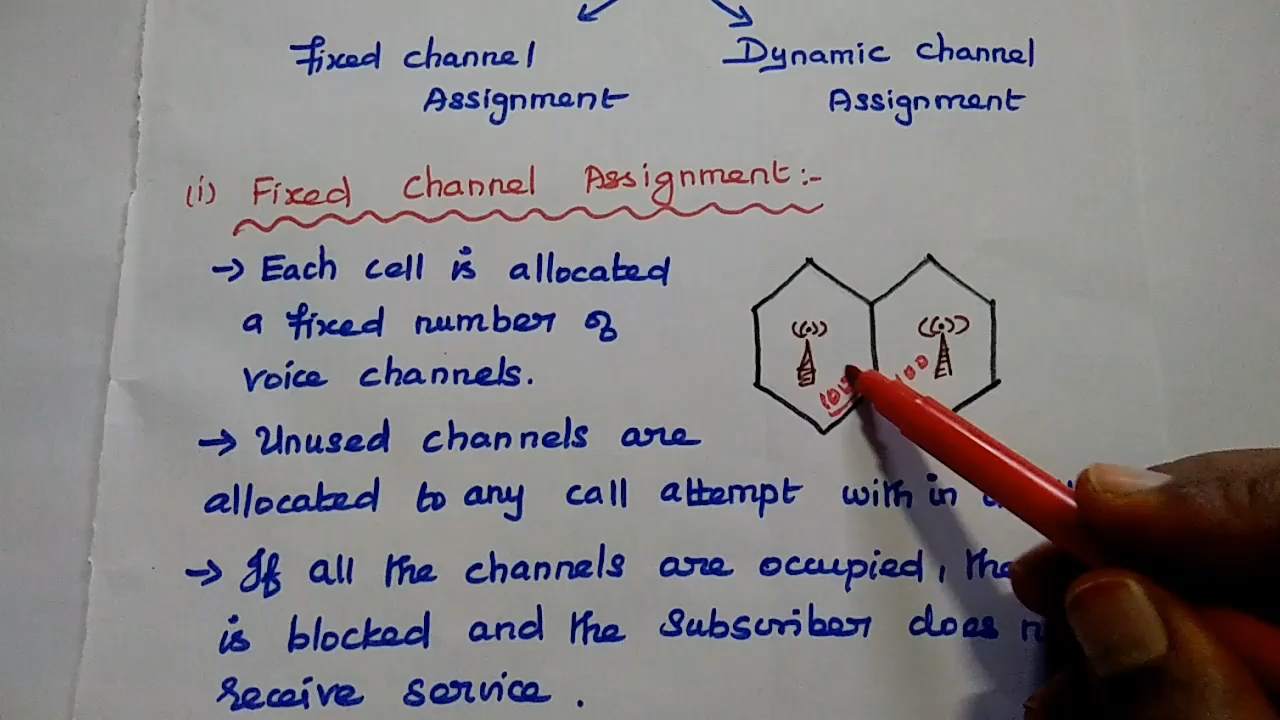 Fixed channel
Assignment
Dynamic channel
Assignment
(i) Fixed Channel Assignment:-
→ Each cell is allocated
a fixed number of
voice channels.
→ Unused channels are
allocated to any call attempt with in
→ If all the channels are occupied, the
is blocked and the subscriber does
receive service.